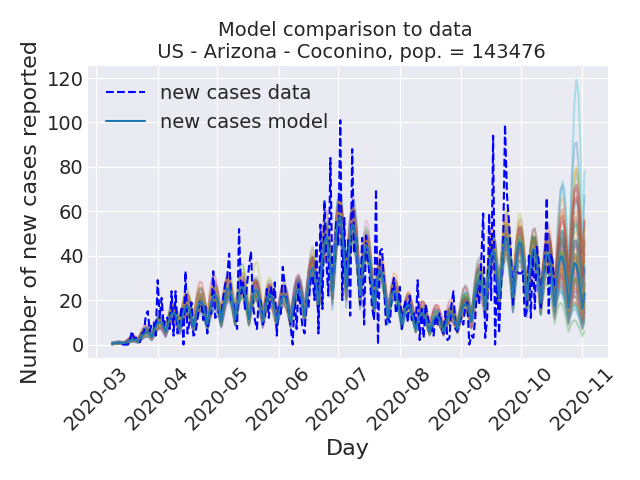 Model comparison to data
US - Arizona - Coconino, pop. = 143476
Number of new cases reported
120
100
80
60
40
20
0
new cases data
new cases model
2020-03
2020-04
2020-05
2020-06
2020-07
2020-08
2020-09
2020-10
2020-11
Day